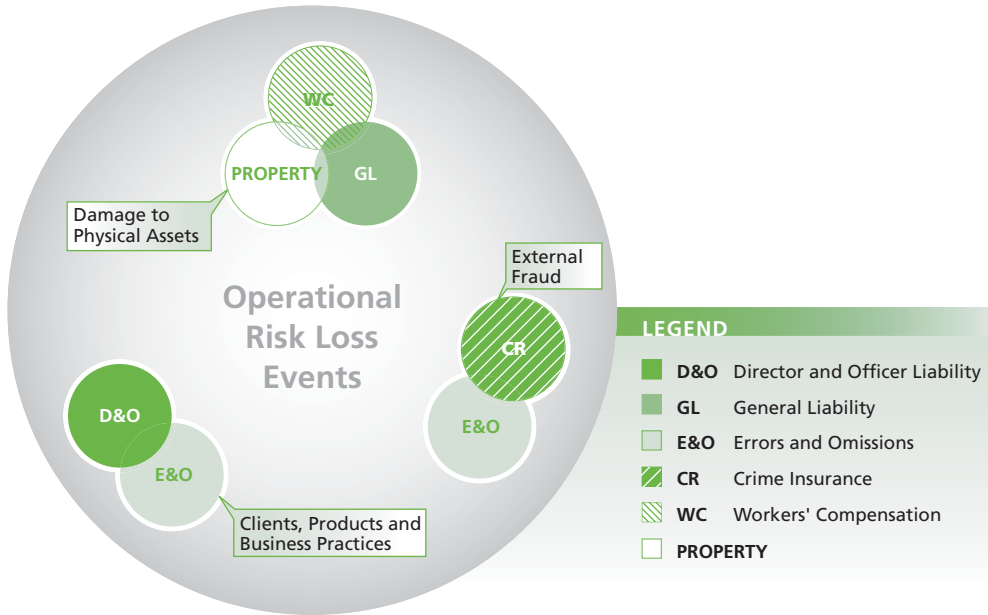 WC
PROPERTY
GL
Damage to
Physical Assets
External
Fraud
Operational
Risk Loss
Events
CR
E&O
D&O
E&O
Clients, Products and
Business Practices
LEGEND
D&O Director and Officer Liability
GL General Liability
E&O Errors and Omissions
CR Crime Insurance
WC Workers' Compensation
PROPERTY